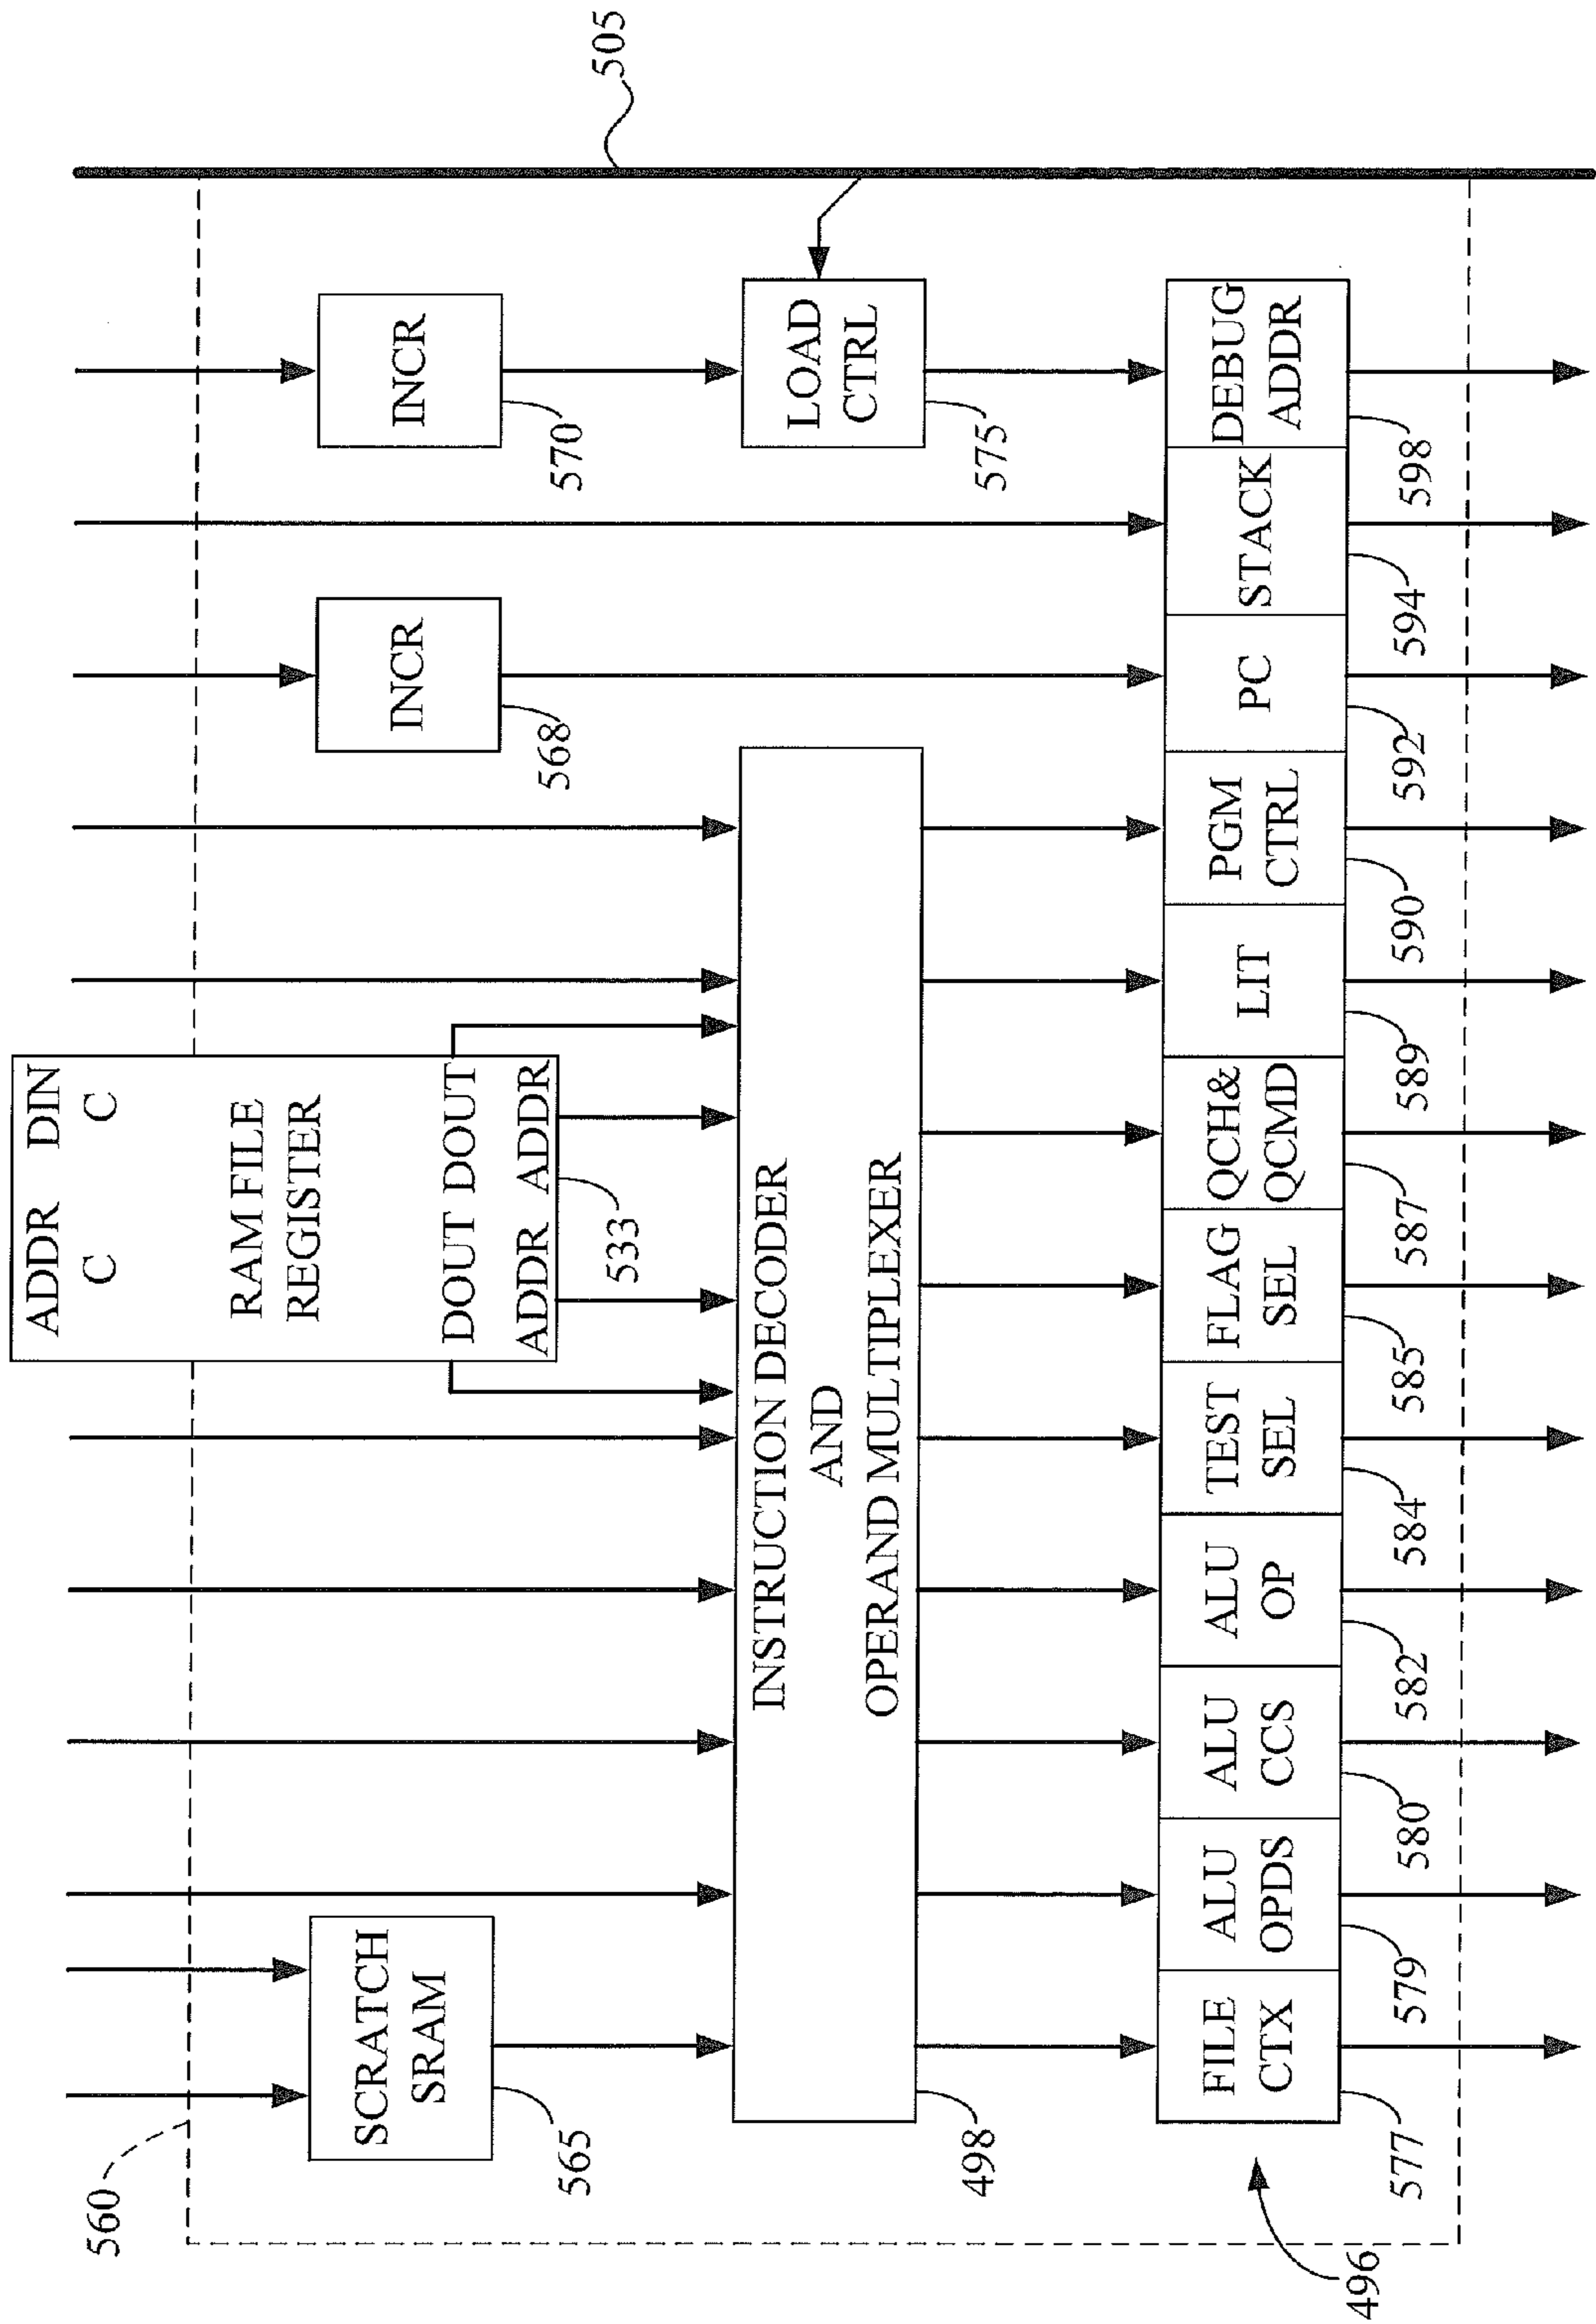 505
560
ADDR DIN
C C
RAM FILE
REGISTER
DOUT DOUT
ADDR ADDR
533
SCRATCH
SRAM
565
INCR
568
INCR
570
INSTRUCTION DECODER
AND
OPERAND MULTIPLEXER
498
LOAD
CTRL
575
FILE
CTX
577
ALU
OPDS
579
ALU
CCS
580
ALU
OP
582
TEST
SEL
584
FLAG
SEL
585
QCH&
QCMD
587
LIT
589
PGM
CTRL
590
PC
592
STACK
594
DEBUG
ADDR
598
496